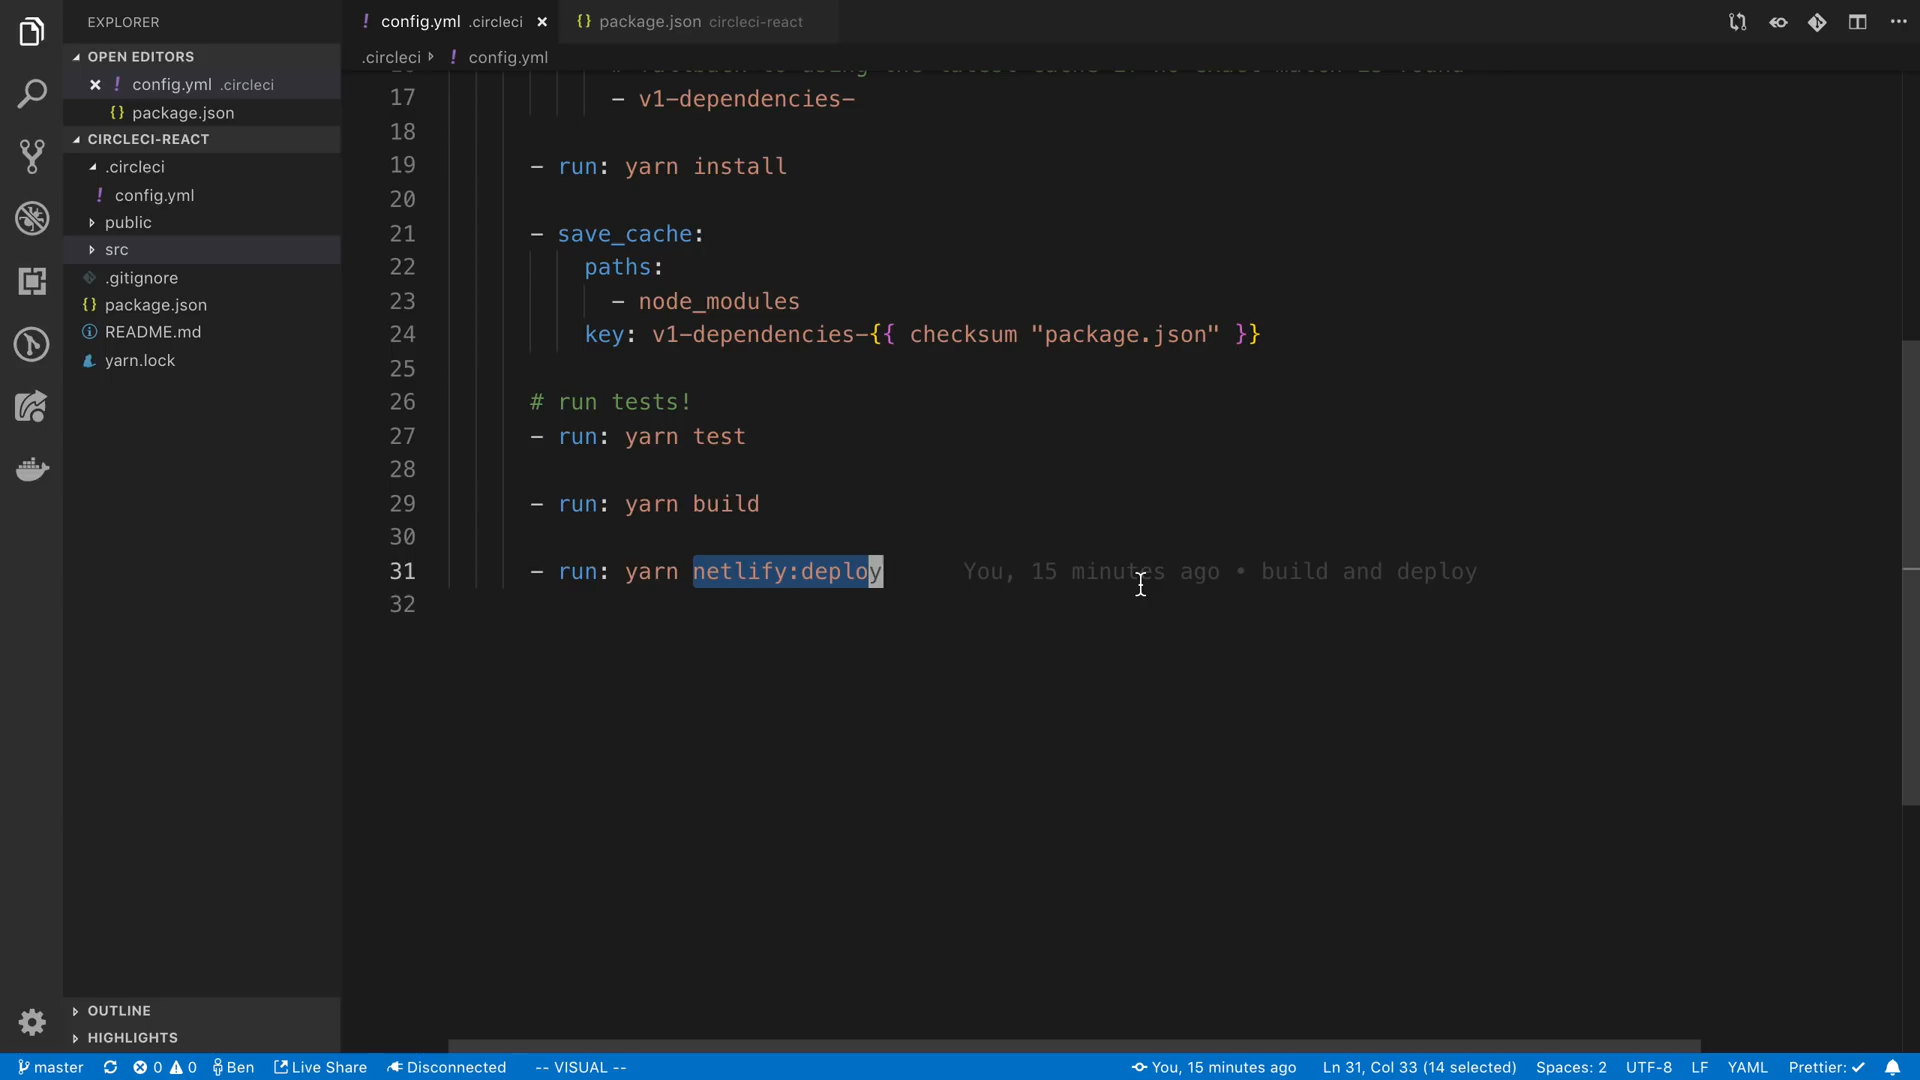 EXPLORER
OPEN EDITORS
config.yml .circleci
package.json
CIRCLECI-REACT
.circleci
config.yml
public
src
.gitignore
package.json
README.md
yarn.lock
OUTLINE
HIGHLIGHTS
! config.yml .circleci × {} package.json circleci-react
.circleci ! config.yml
17 - v1-dependencies-
18
19 - run: yarn install
20
21 - save_cache:
22 paths:
23 - node_modules
24 key: v1-dependencies-{{ checksum "package.json" }}
25
26 # run tests!
27 - run: yarn test
28
29 - run: yarn build
30
31 - run: yarn netlify:deploy You, 15 minutes ago • build and deploy
32
master 0 0 Ben Live Share Disconnected -- VISUAL -- You, 15 minutes ago Ln 31, Col 33 (14 selected) Spaces: 2 UTF-8 LF YAML Prettier: ✓